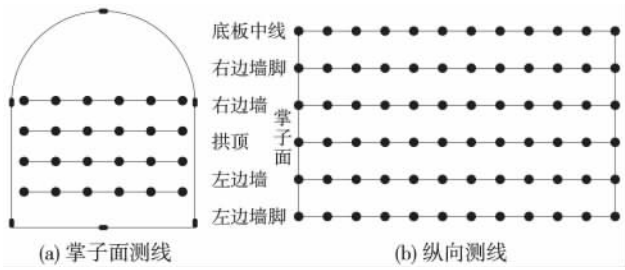 底板中线
右边墙脚
右边墙
拱顶
左边墙
左边墙脚
掌子面
(a) 掌子面测线
(b) 纵向测线